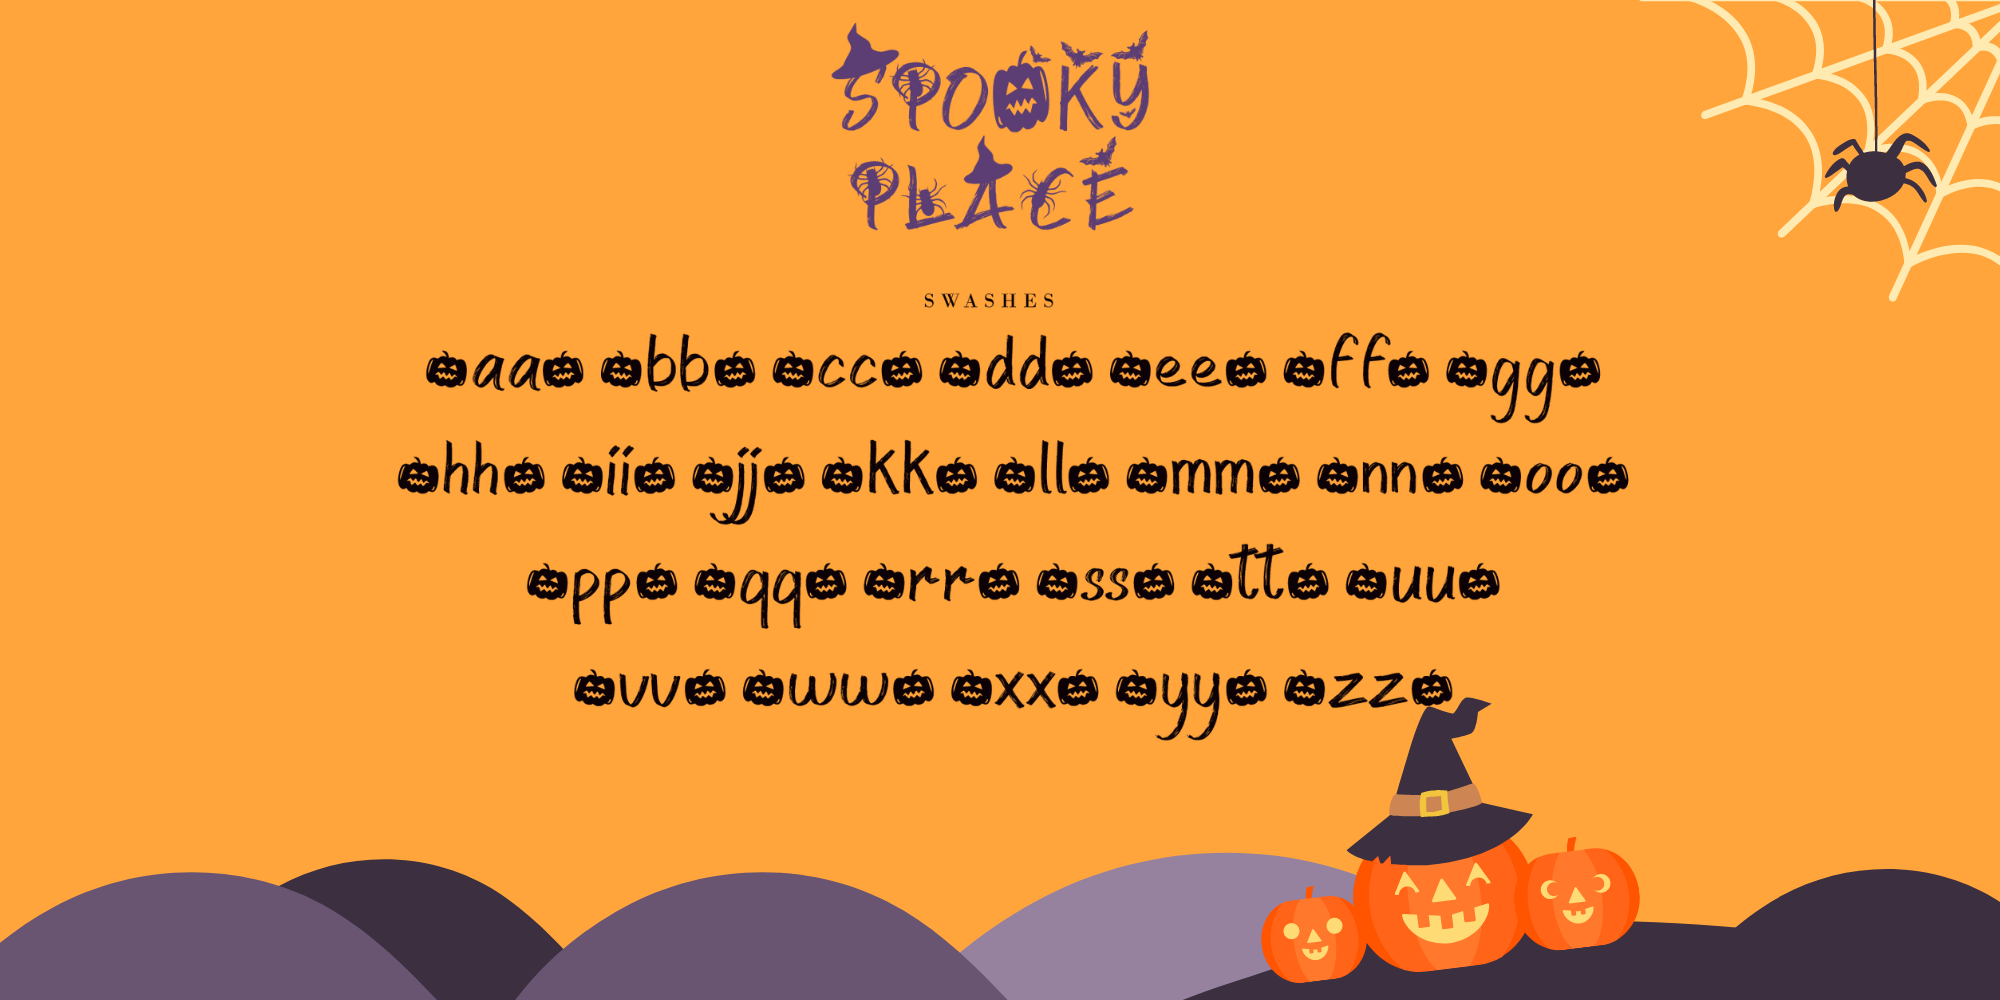 SPOOKY
PLACE
SWASHES
aa bb cc dd ee ff gg
hh ii jj kk ll mm nn oo
pp qq rr ss tt uu
vv ww xx yy zz